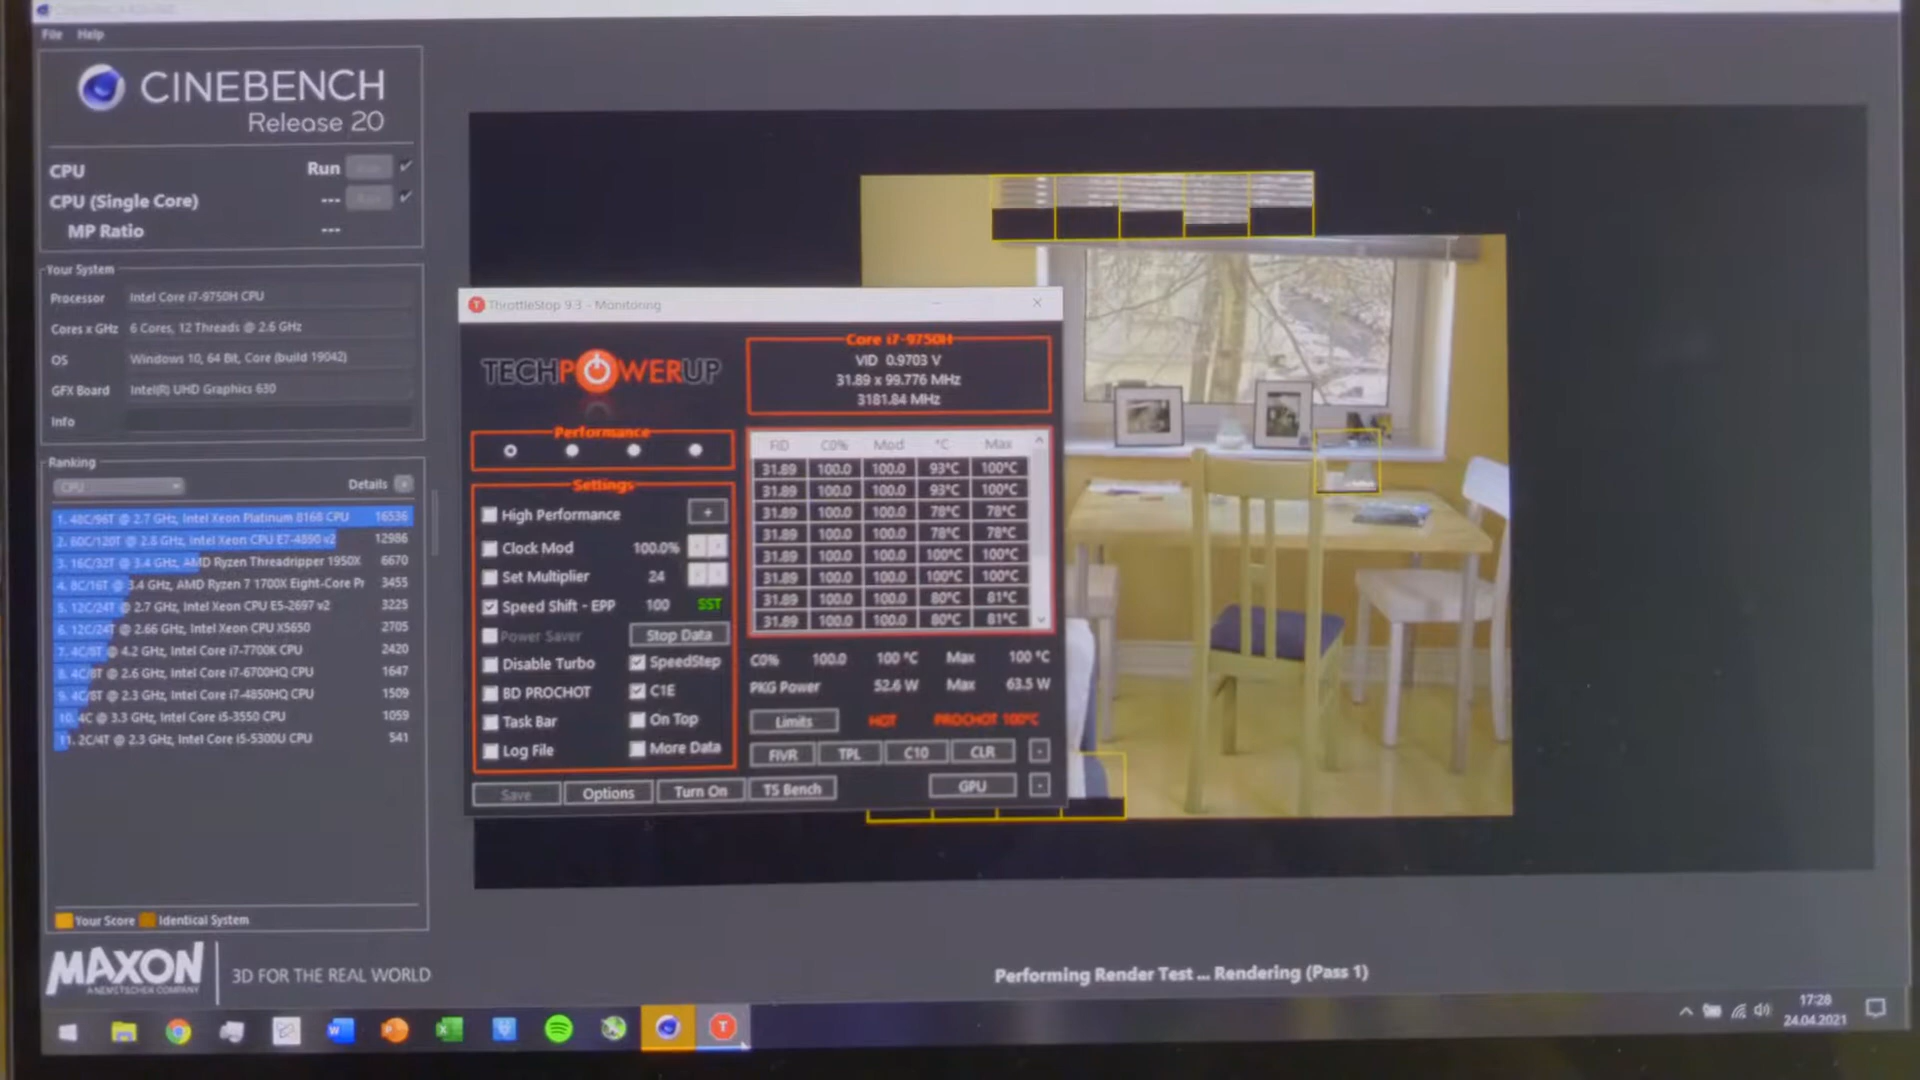 File Help
CINEBENCH
Release 20
CPU Run
CPU (Single Core) ---
MP Ratio ---
Your System
Processor Intel Core i7-9750H CPU
Cores x GHz 6 Cores, 12 Threads @ 2.6 GHz
OS Windows 10, 64 Bit, Core (build 19042)
GFX Board Intel(R) UHD Graphics 630
Info
Ranking
CPU Details
1. 48C/96T @ 2.7 GHz, Intel Xeon Platinum 8168 CPU 16536
2. 60C/120T @ 2.8 GHz, Intel Xeon CPU E7-4890 v2 12986
3. 16C/32T @ 3.4 GHz, AMD Ryzen Threadripper 1950X 6670
4. 8C/16T @ 3.4 GHz, AMD Ryzen 7 1700X Eight-Core Pr 3455
5. 12C/24T @ 2.7 GHz, Intel Xeon CPU E5-2697 v2 3225
6. 12C/24T @ 2.66 GHz, Intel Xeon CPU X5650 2705
7. 4C/8T @ 4.2 GHz, Intel Core i7-7700K CPU 2420
8. 4C/8T @ 2.6 GHz, Intel Core i7-6700HQ CPU 1647
9. 4C/8T @ 2.3 GHz, Intel Core i7-4850HQ CPU 1509
10. 4C @ 3.3 GHz, Intel Core i5-3550 CPU 1059
11. 2C/4T @ 2.3 GHz, Intel Core i5-5300U CPU 541
Your Score Identical System
MAXON
A NEMETSCHEK COMPANY
3D FOR THE REAL WORLD
ThrottleStop 9.3 - Monitoring
TECHPOWERUP
Core i7-9750H
VID 0.9703 V
31.89 x 99.776 MHz
3181.84 MHz
Performance
Settings
High Performance +
Clock Mod 100.0%
Set Multiplier 24
Speed Shift - EPP 100 SST
Power Saver Stop Data
Disable Turbo SpeedStep
BD PROCHOT C1E
Task Bar On Top
Log File More Data
FID C0% Mod °C Max
31.89 100.0 100.0 93°C 100°C
31.89 100.0 100.0 93°C 100°C
31.89 100.0 100.0 78°C 78°C
31.89 100.0 100.0 78°C 78°C
31.89 100.0 100.0 100°C 100°C
31.89 100.0 100.0 100°C 100°C
31.89 100.0 100.0 80°C 81°C
31.89 100.0 100.0 80°C 81°C
C0% 100.0 100 °C Max 100 °C
PKG Power 52.6 W Max 63.5 W
Limits HOT PROCHOT 100°C
FIVR TPL C10 CLR -
Save Options Turn On TS Bench GPU -
Performing Render Test ... Rendering (Pass 1)
17:28
24.04.2021